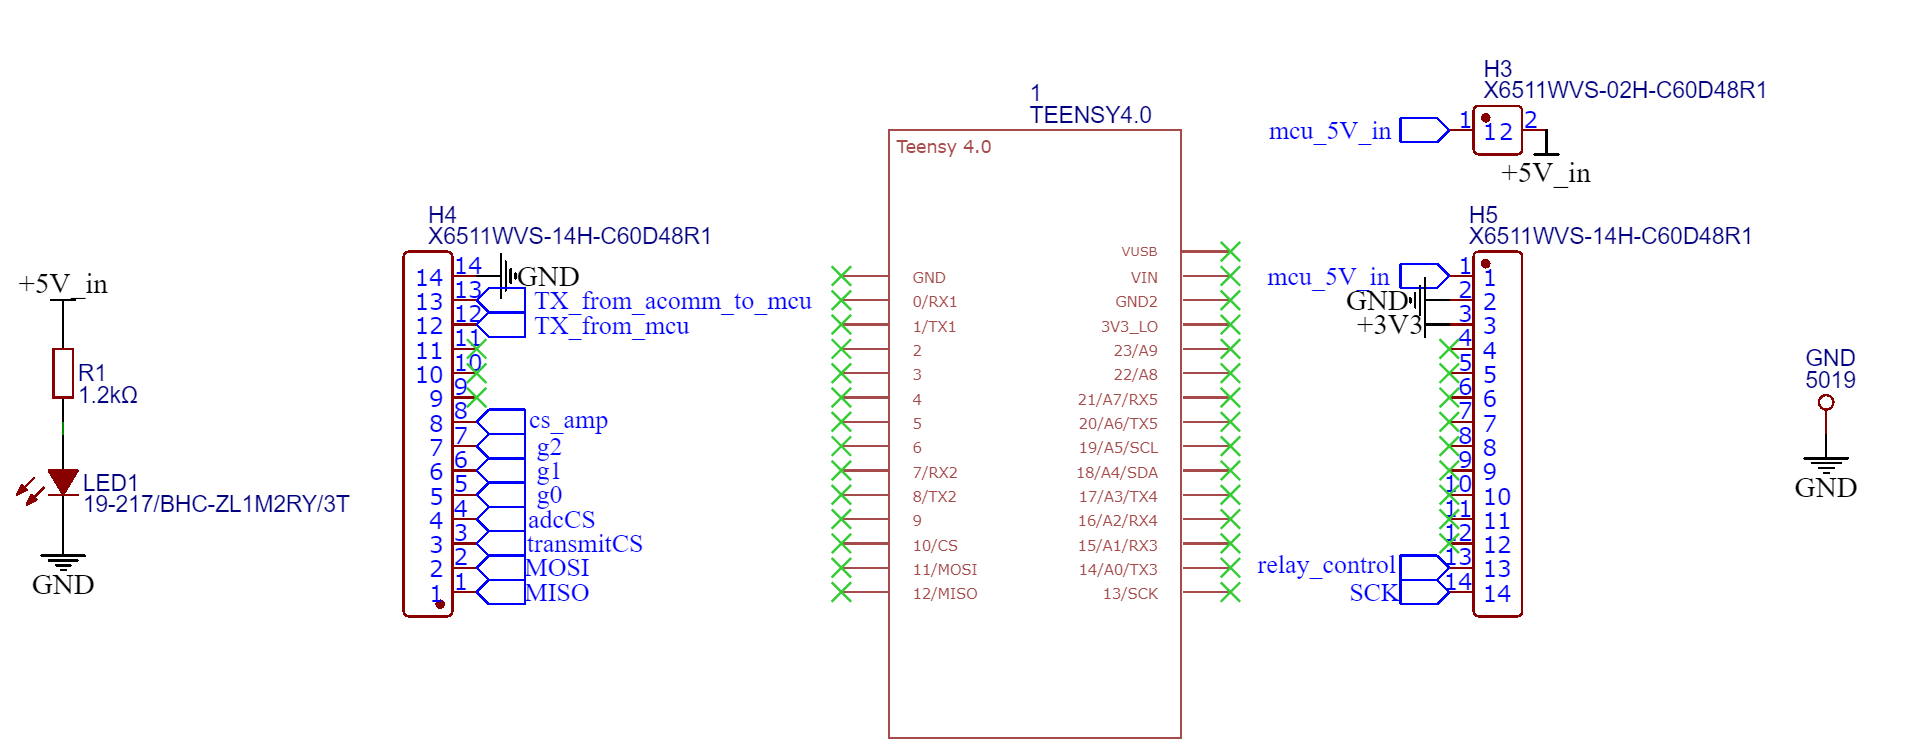 +5V_in
R1
1.2kΩ
LED1
19-217/BHC-ZL1M2RY/3T
GND
H4
X6511WVS-14H-C60D48R1
14 14 GND
13 13 TX_from_acomm_to_mcu
12 12 TX_from_mcu
11 11
10 10
9 9
8 8 cs_amp
7 7 g2
6 6 g1
5 5 g0
4 4 adcCS
3 3 transmitCS
2 2 MOSI
1 1 MISO
1
TEENSY4.0
Teensy 4.0
VUSB
GND VIN
0/RX1 GND2
1/TX1 3V3_LO
2 23/A9
3 22/A8
4 21/A7/RX5
5 20/A6/TX5
6 19/A5/SCL
7/RX2 18/A4/SDA
8/TX2 17/A3/TX4
9 16/A2/RX4
10/CS 15/A1/RX3
11/MOSI 14/A0/TX3
12/MISO 13/SCK
H3
X6511WVS-02H-C60D48R1
mcu_5V_in 1 12 2
+5V_in
H5
X6511WVS-14H-C60D48R1
mcu_5V_in 1 1
GND 2 2
+3V3 3 3
4 4
5 5
6 6
7 7
8 8
9 9
10 10
11 11
12 12
relay_control 13 13
SCK 14 14
GND
5019
GND